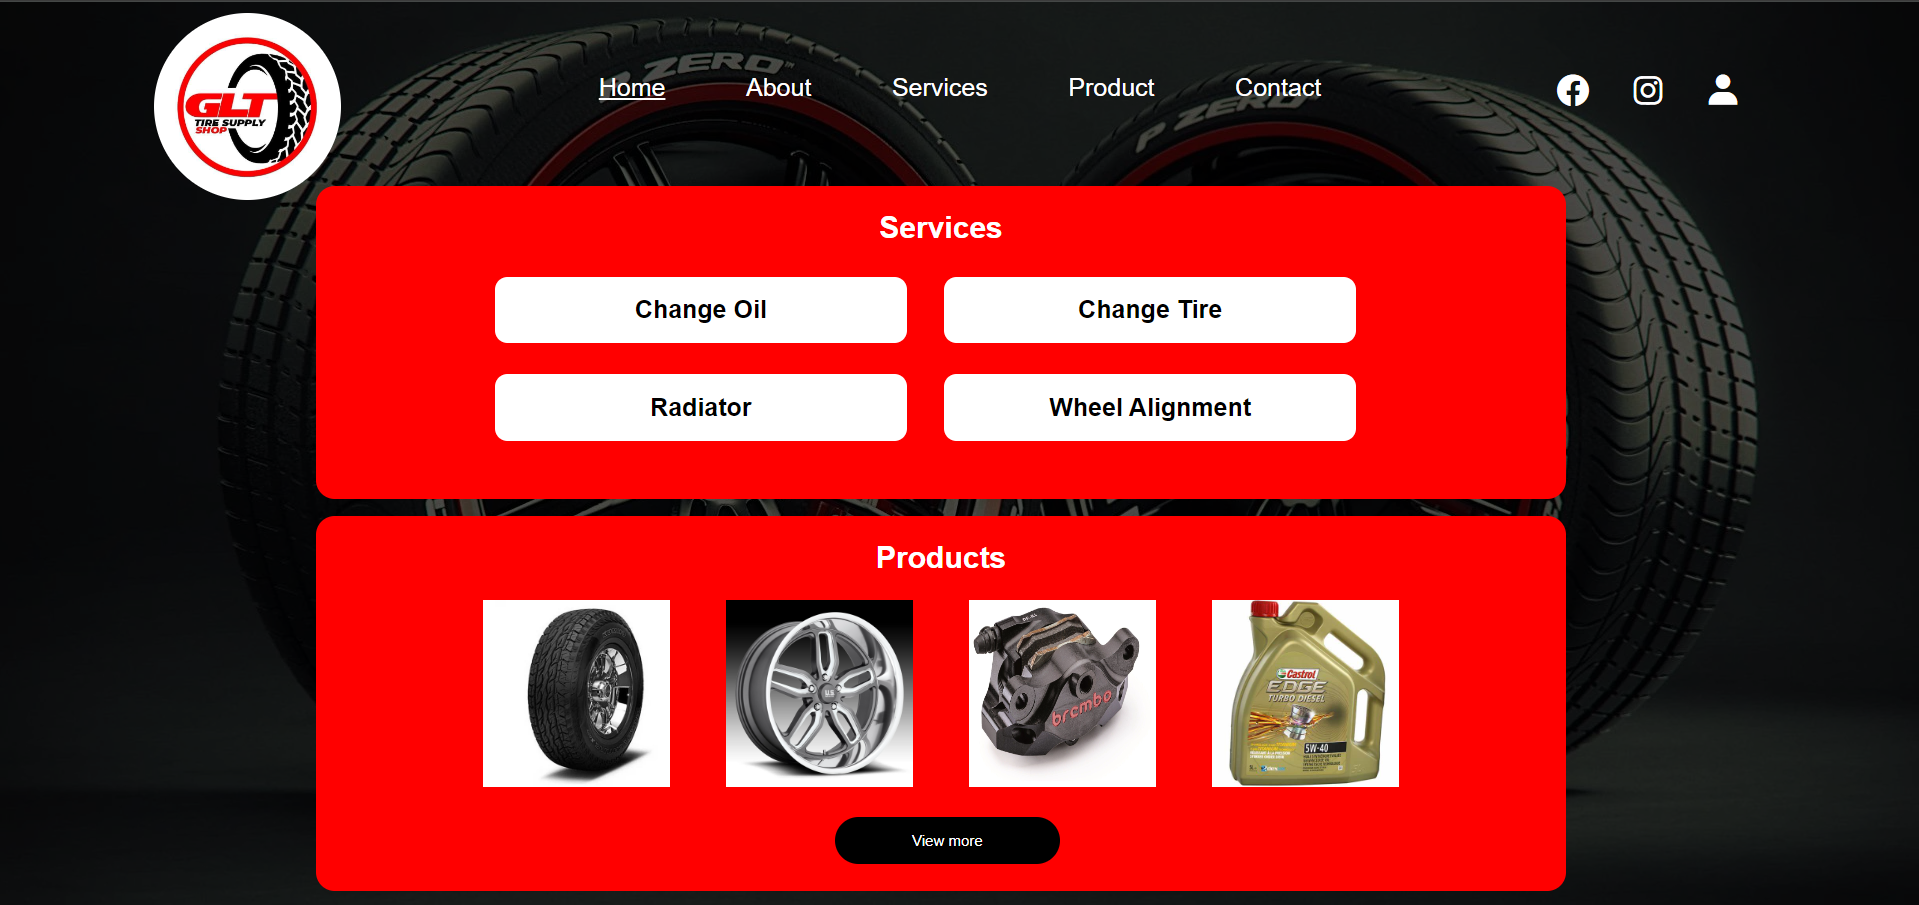 P ZERO™
P ZERO
GLT
TIRE SUPPLY
SHOP
Home
About
Services
Product
Contact
Services
Change Oil
Change Tire
Radiator
Wheel Alignment
Products
U.S.
brembo
Castrol
EDGE
TURBO DIESEL
5W-40
View more